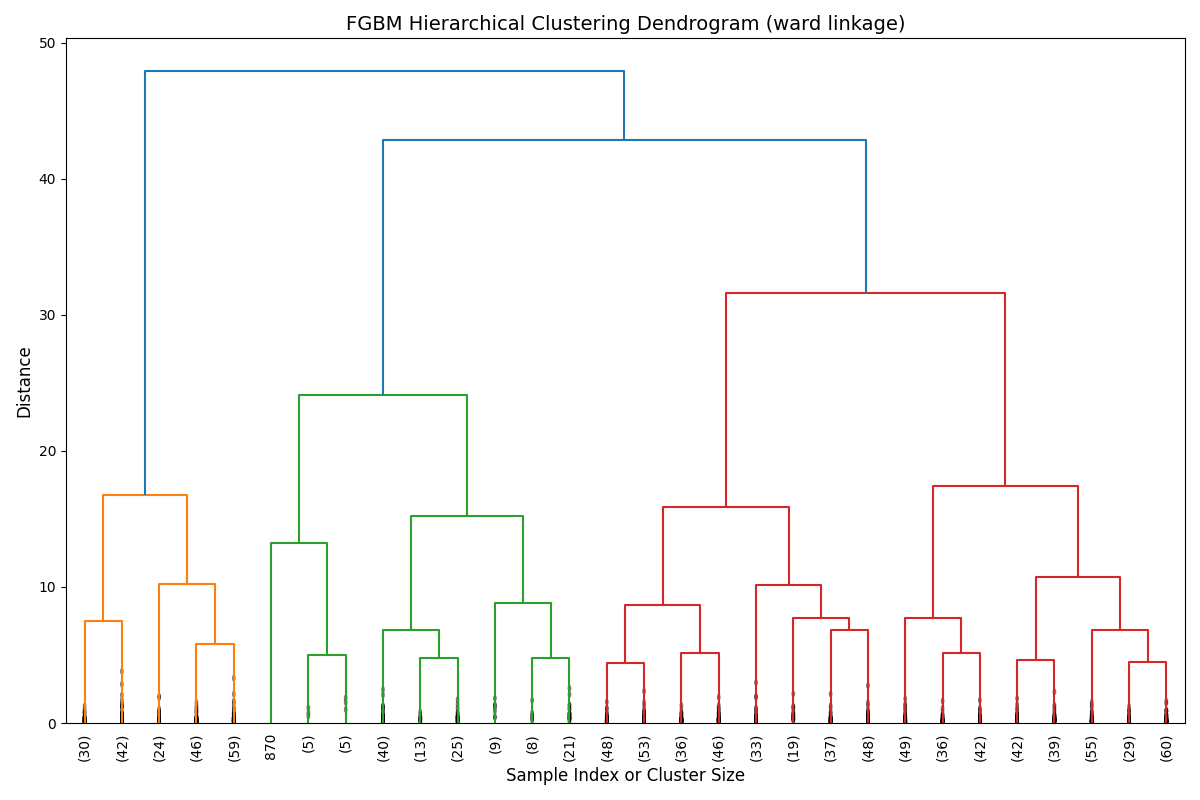 FGBM Hierarchical Clustering Dendrogram (ward linkage)
50
40
30
20
10
0
Distance
(30) (42) (24) (46) (59) 870 (5) (5) (40) (13) (25) (9) (8) (21) (48) (53) (36) (46) (33) (19) (37) (48) (49) (36) (42) (42) (39) (55) (29) (60)
Sample Index or Cluster Size